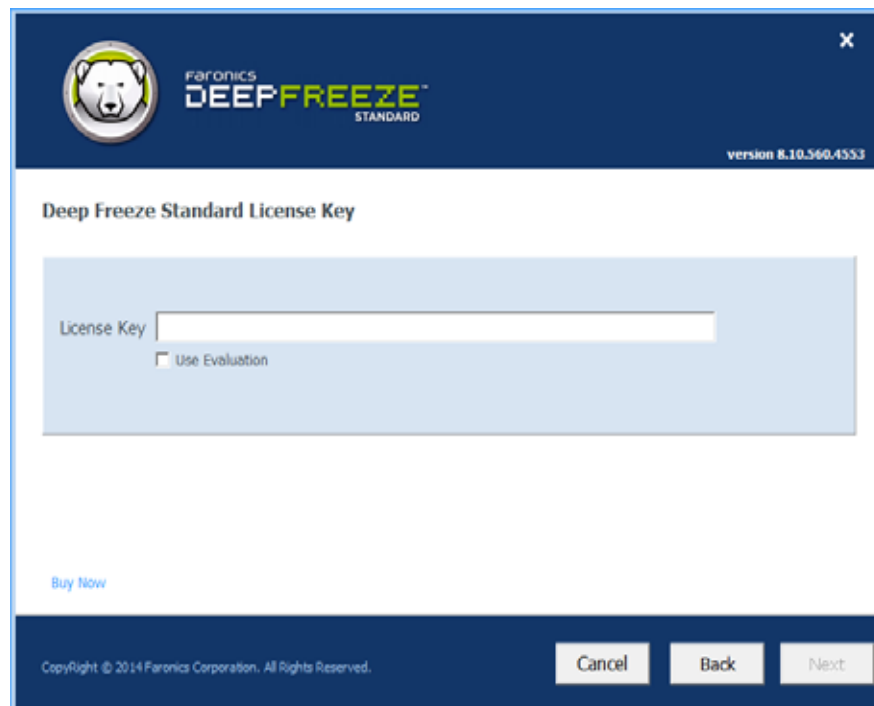 ×
Faronics
DEEPFREEZE™
STANDARD
version 8.10.560.4553
Deep Freeze Standard License Key
License Key
Use Evaluation
Buy Now
CopyRight © 2014 Faronics Corporation. All Rights Reserved.
Cancel
Back
Next